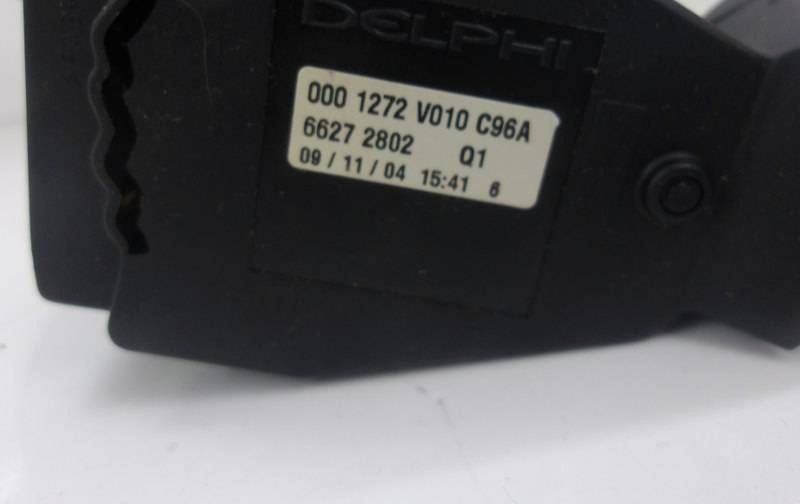 DELPHI
000 1272 V010 C96A
6627 2802 Q1
09 / 11 / 04 15:41 6